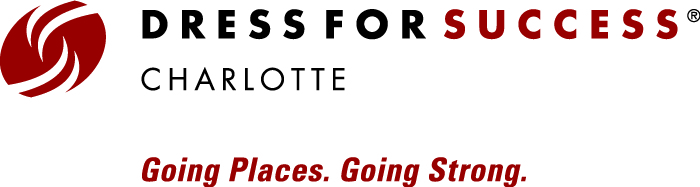 DRESS FOR SUCCESS®
CHARLOTTE
Going Places. Going Strong.